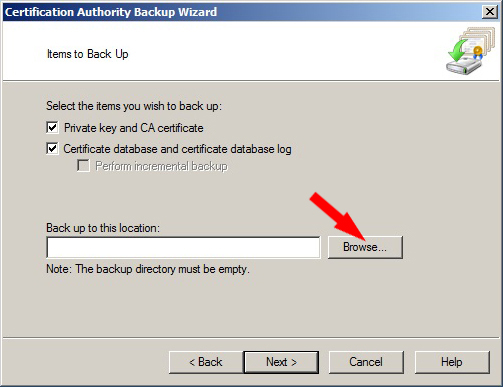 Certification Authority Backup Wizard
Items to Back Up
Select the items you wish to back up:
Private key and CA certificate
Certificate database and certificate database log
Perform incremental backup
Back up to this location:
Browse...
Note: The backup directory must be empty.
< Back
Next >
Cancel
Help